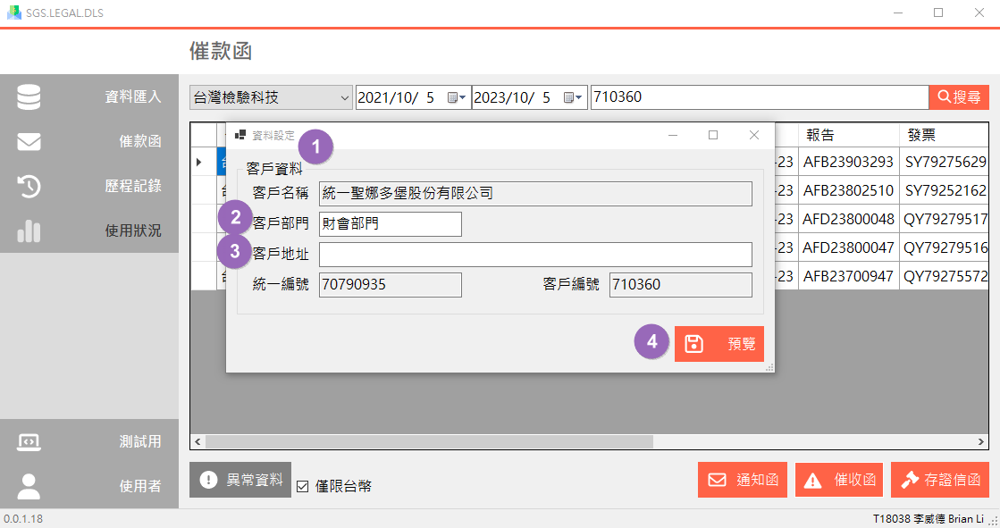 SGS.LEGAL.DLS
催款函
資料匯入
催款函
歷程記錄
使用狀況
測試用
使用者
台灣檢驗科技 2021/10/ 5 2023/10/ 5 710360 搜尋
報告 發票
-23 AFB23903293 SY79275629
-23 AFB23802510 SY79252162
-23 AFD23800048 QY79279517
-23 AFD23800047 QY79279516
-23 AFB23700947 QY79275572
資料設定 1
客戶資料
客戶名稱 統一聖娜多堡股份有限公司
2 客戶部門 財會部門
3 客戶地址
統一編號 70790935 客戶編號 710360
4 預覽
異常資料 僅限台幣 通知函 催收函 存證信函
0.0.1.18 T18038 李威德 Brian Li